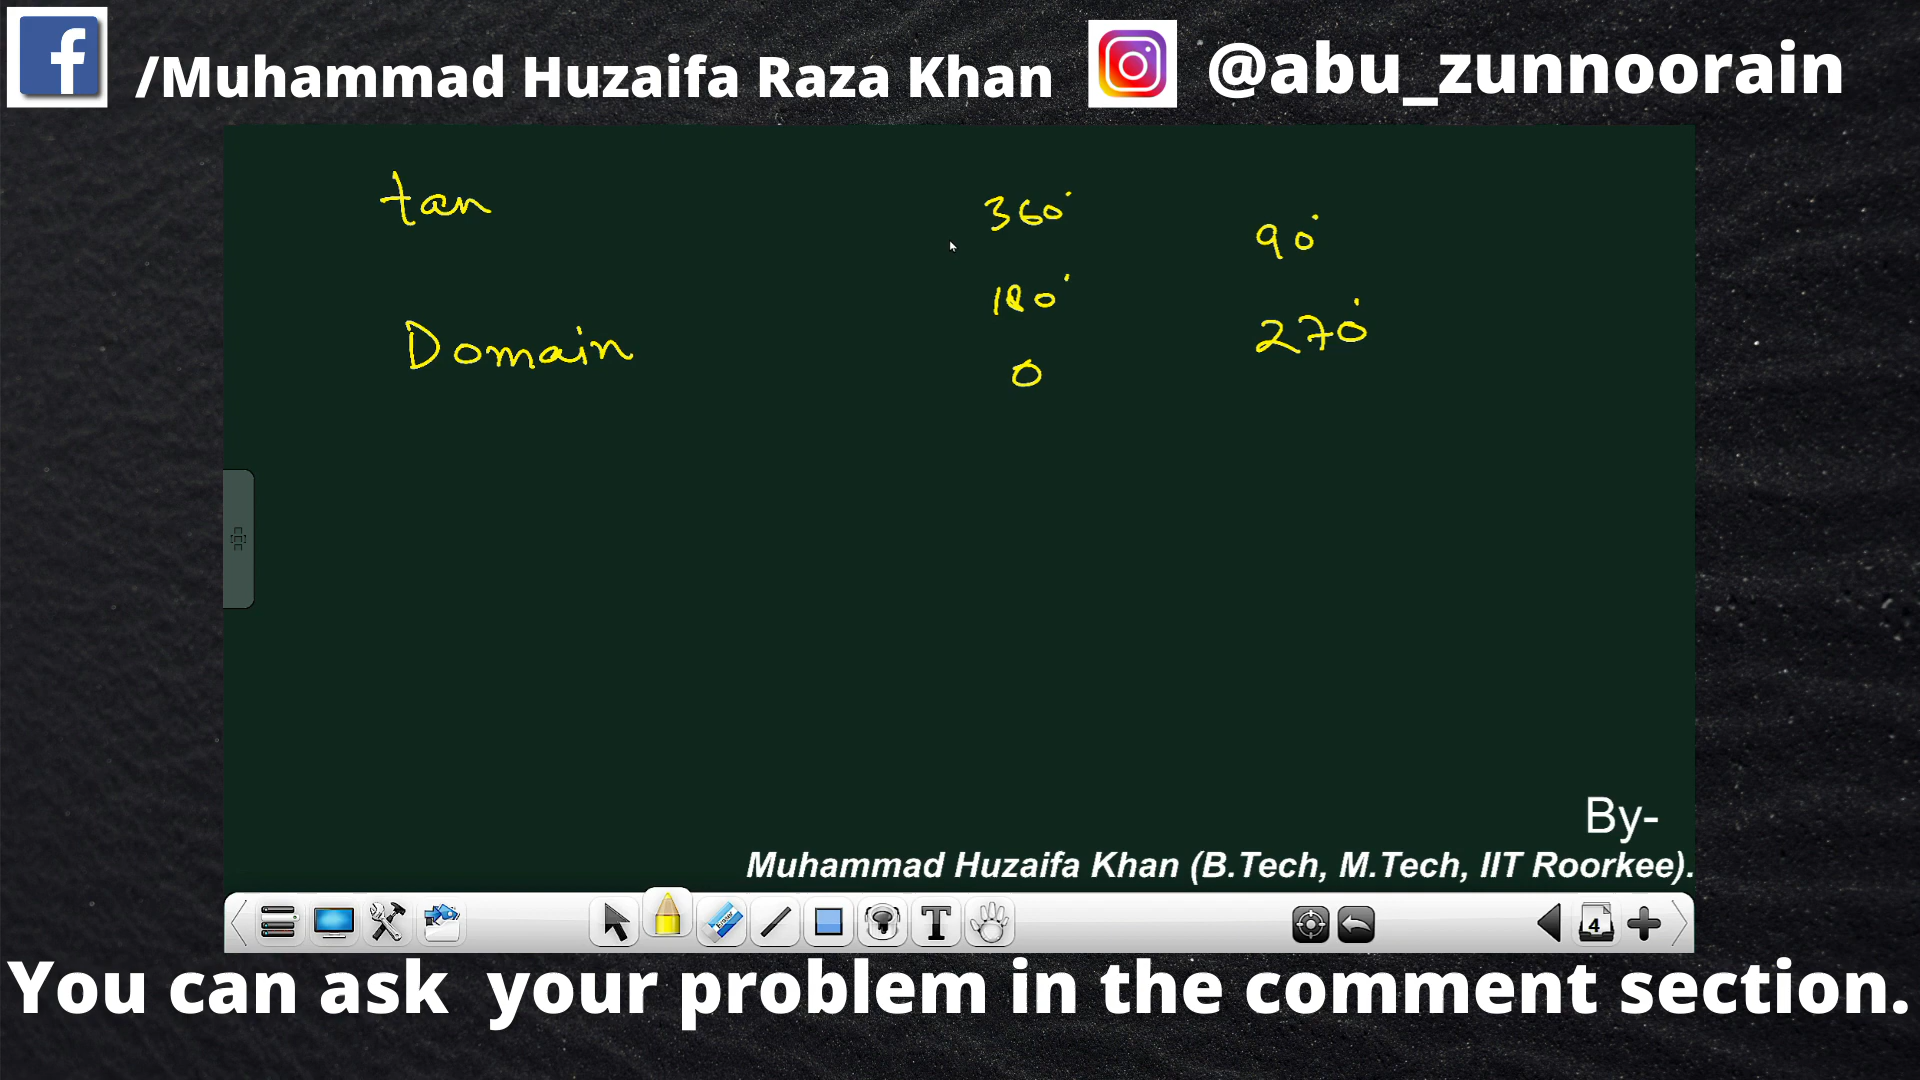 /Muhammad Huzaifa Raza Khan @abu_zunnoorain
tan
360°
90°
180°
270°
Domain
0
By-
Muhammad Huzaifa Khan (B.Tech, M.Tech, IIT Roorkee).
T
4
You can ask your problem in the comment section.